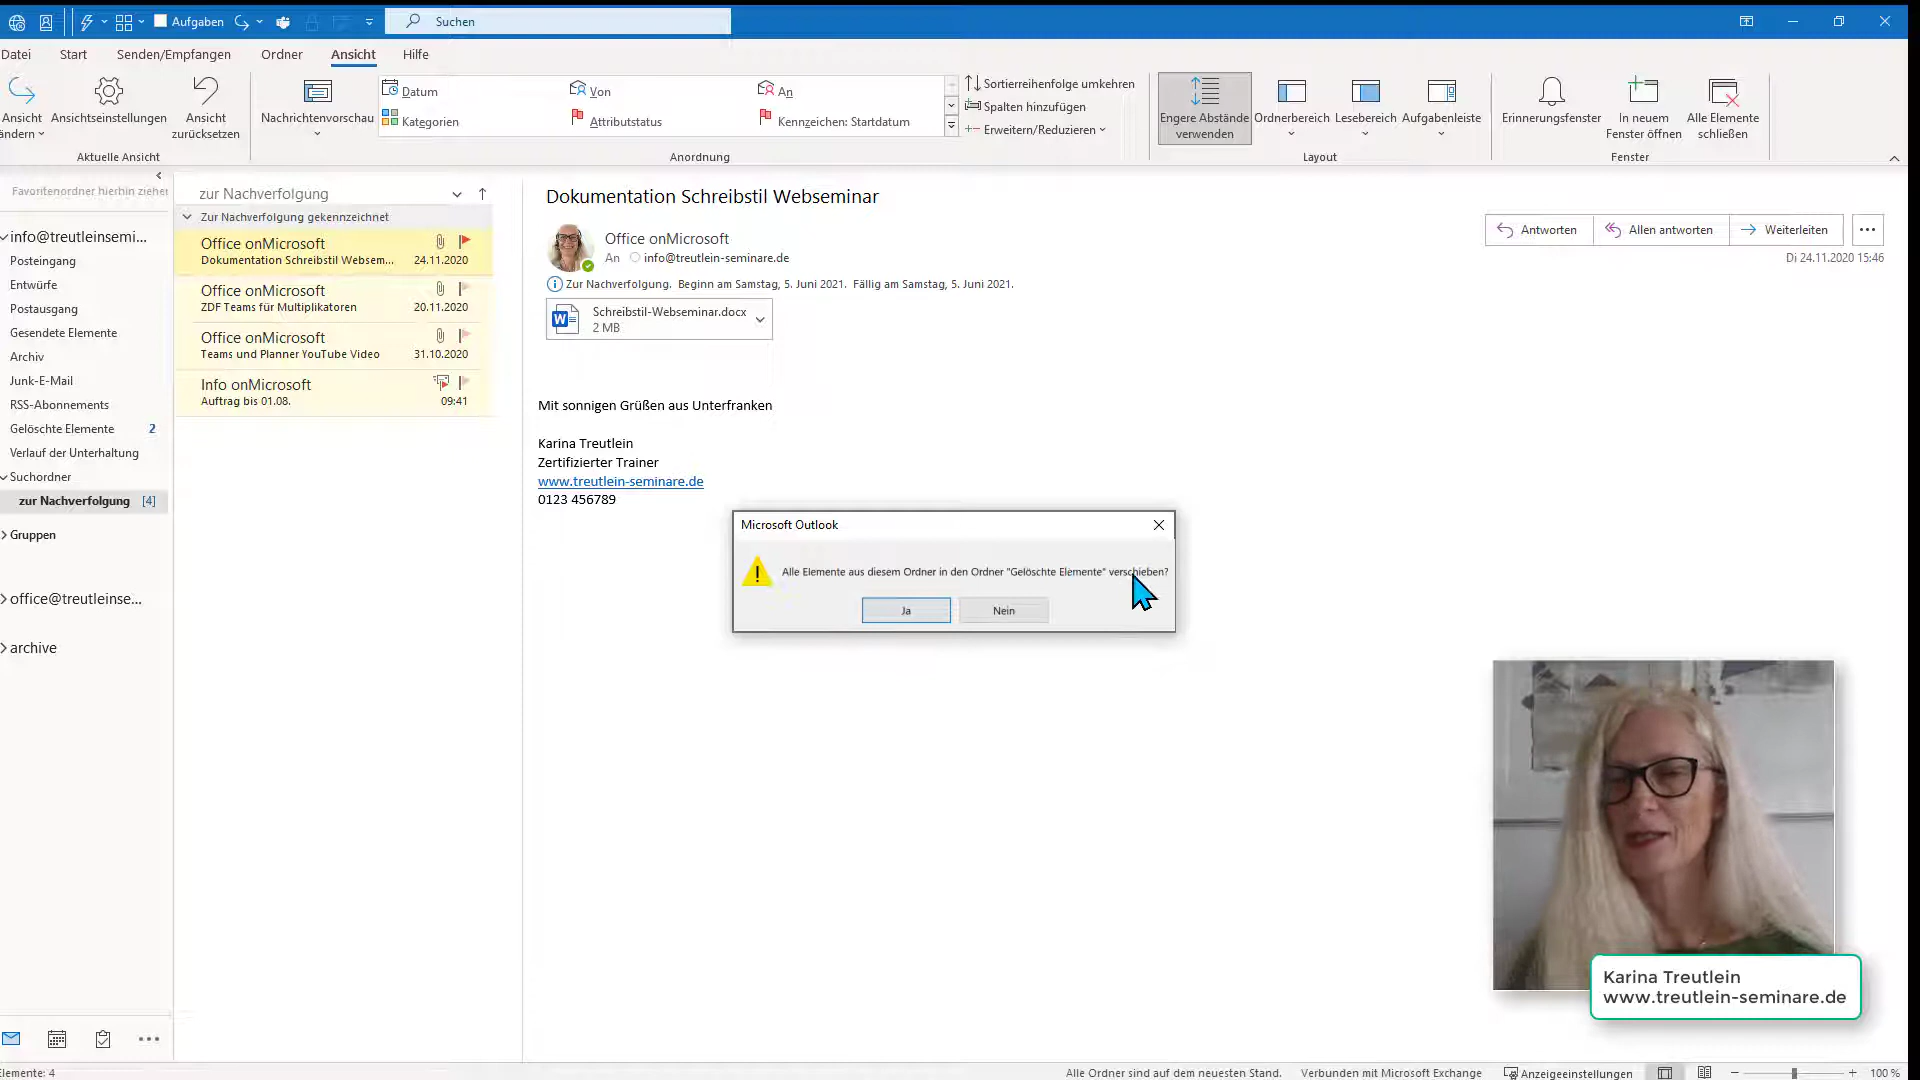 Aufgaben
Suchen
Datei
Start
Senden/Empfangen
Ordner
Ansicht
Hilfe
Ansicht
ändern
Ansichtseinstellungen
Ansicht
zurücksetzen
Aktuelle Ansicht
Nachrichtenvorschau
Datum
Von
An
Kategorien
Attributstatus
Kennzeichen: Startdatum
Anordnung
Sortierreihenfolge umkehren
Spalten hinzufügen
Erweitern/Reduzieren
Engere Abstände
verwenden
Ordnerbereich
Lesebereich
Aufgabenleiste
Layout
Erinnerungsfenster
In neuem
Fenster öffnen
Alle Elemente
schließen
Fenster
Favoritenordner hierhin ziehen
info@treutleinsemi...
Posteingang
Entwürfe
Postausgang
Gesendete Elemente
Archiv
Junk-E-Mail
RSS-Abonnements
Gelöschte Elemente 2
Verlauf der Unterhaltung
Suchordner
zur Nachverfolgung [4]
Gruppen
office@treutleinse...
archive
zur Nachverfolgung
Zur Nachverfolgung gekennzeichnet
Office onMicrosoft
Dokumentation Schreibstil Websem... 24.11.2020
Office onMicrosoft
ZDF Teams für Multiplikatoren 20.11.2020
Office onMicrosoft
Teams und Planner YouTube Video 31.10.2020
Info onMicrosoft
Auftrag bis 01.08. 09:41
Dokumentation Schreibstil Webseminar
Office onMicrosoft
An info@treutlein-seminare.de
Antworten
Allen antworten
Weiterleiten
Di 24.11.2020 15:46
Zur Nachverfolgung. Beginn am Samstag, 5. Juni 2021. Fällig am Samstag, 5. Juni 2021.
Schreibstil-Webseminar.docx
2 MB
Mit sonnigen Grüßen aus Unterfranken
Karina Treutlein
Zertifizierter Trainer
www.treutlein-seminare.de
0123 456789
Microsoft Outlook
Alle Elemente aus diesem Ordner in den Ordner "Gelöschte Elemente" verschieben?
Ja
Nein
Karina Treutlein
www.treutlein-seminare.de
Elemente: 4
Alle Ordner sind auf dem neuesten Stand.
Verbunden mit Microsoft Exchange
Anzeigeeinstellungen
100 %